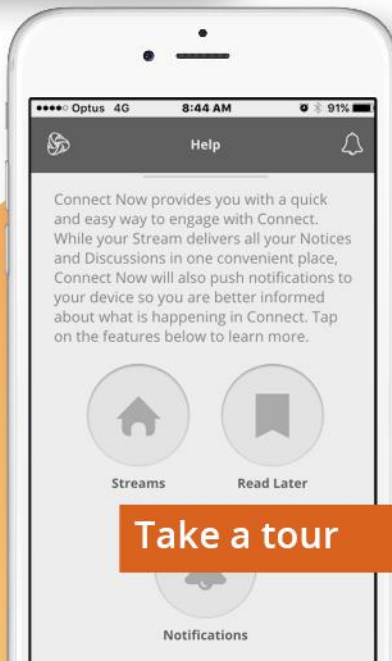 Optus 4G 8:44 AM 91%
Help
Connect Now provides you with a quick
and easy way to engage with Connect.
While your Stream delivers all your Notices
and Discussions in one convenient place,
Connect Now will also push notifications to
your device so you are better informed
about what is happening in Connect. Tap
on the features below to learn more.
Streams Read Later
Take a tour
Notifications